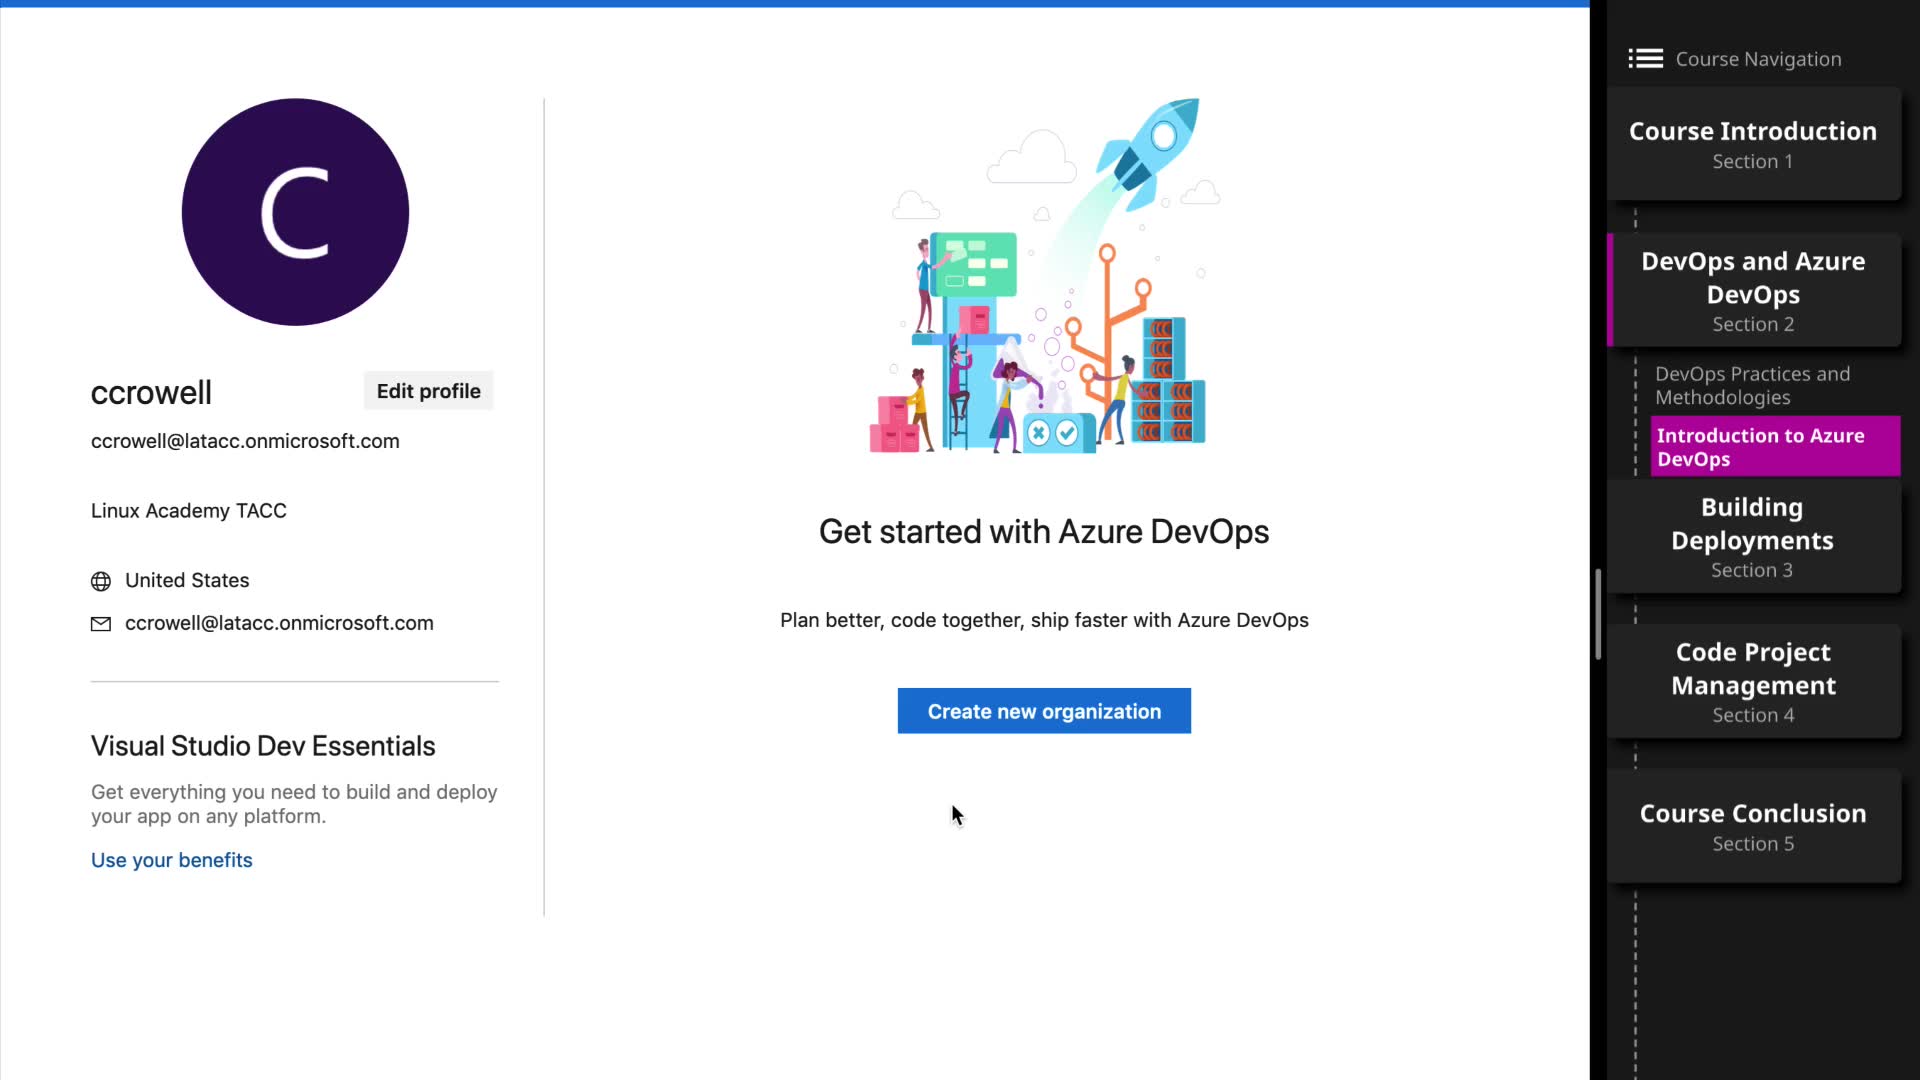 C
ccrowell
Edit profile
ccrowell@latacc.onmicrosoft.com
Linux Academy TACC
United States
ccrowell@latacc.onmicrosoft.com
Visual Studio Dev Essentials
Get everything you need to build and deploy
your app on any platform.
Use your benefits
Get started with Azure DevOps
Plan better, code together, ship faster with Azure DevOps
Create new organization
Course Navigation
Course Introduction
Section 1
DevOps and Azure
DevOps
Section 2
DevOps Practices and
Methodologies
Introduction to Azure
DevOps
Building
Deployments
Section 3
Code Project
Management
Section 4
Course Conclusion
Section 5